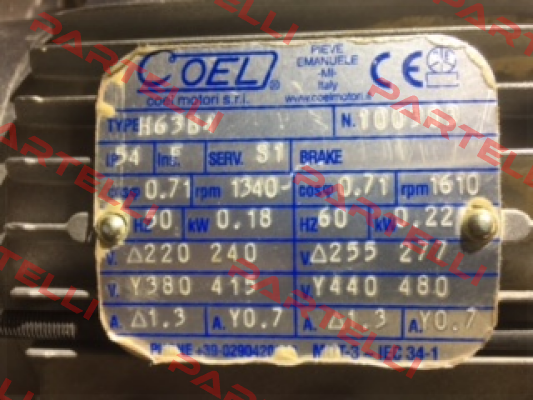 COEL®
coel motori s.r.l.
PIEVE
EMANUELE
-MI-
Italy
www.coelmotori.it
CE
TYPE H63B4 N.
IP 54 Ins. F SERV. S1 BRAKE
cosφ 0.71 rpm 1340 cosφ 0.71 rpm 1610
HZ 50 kW 0.18 HZ 60 kW 0.22
V. Δ220 240 V Δ255 277
V. Y380 415 V. Y440 480
A. Δ1.3 A. Y0.7 A. Δ1.3 A. Y0.7
IEC 34-1
PARTELLI
PARTELLI
PARTELLI